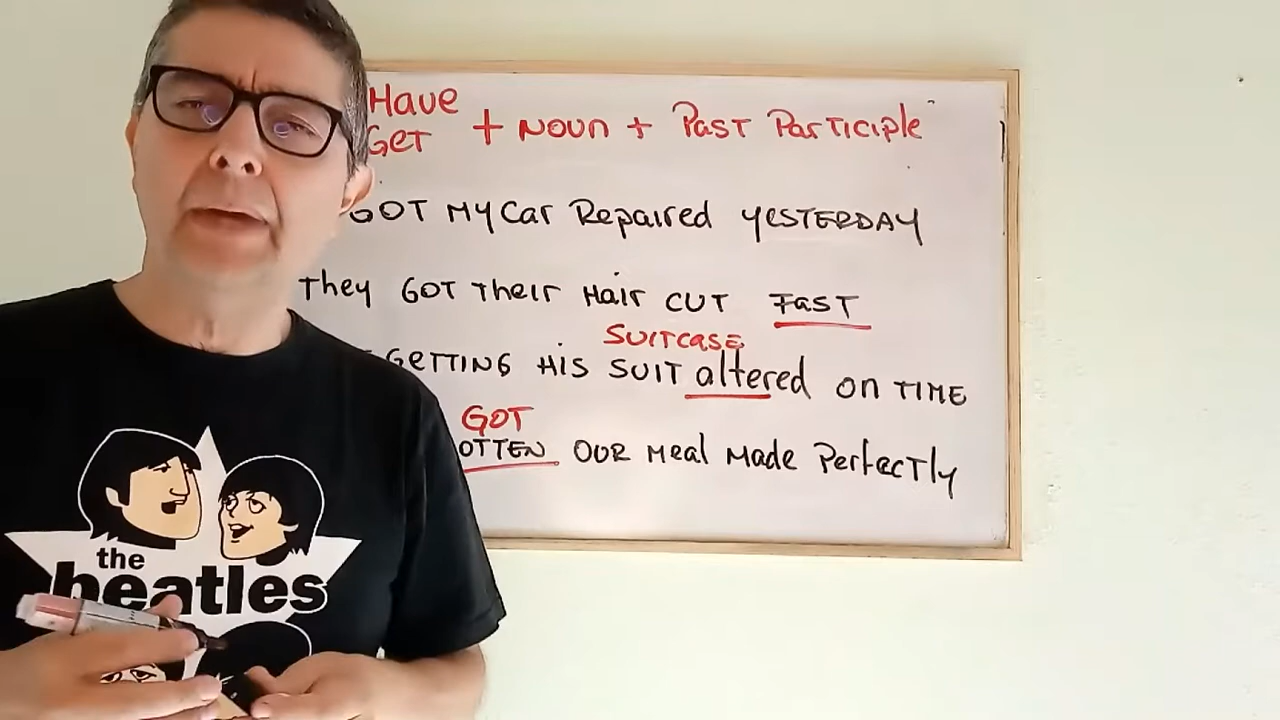 Have
Get + Noun + Past Participle
GOT My Car Repaired YESTERDAY
They GOT Their Hair CUT FAST
SUITCASE
GETTING HIS SUIT altered ON TIME
GOT
OTTEN OUR Meal Made Perfectly
the
beatles